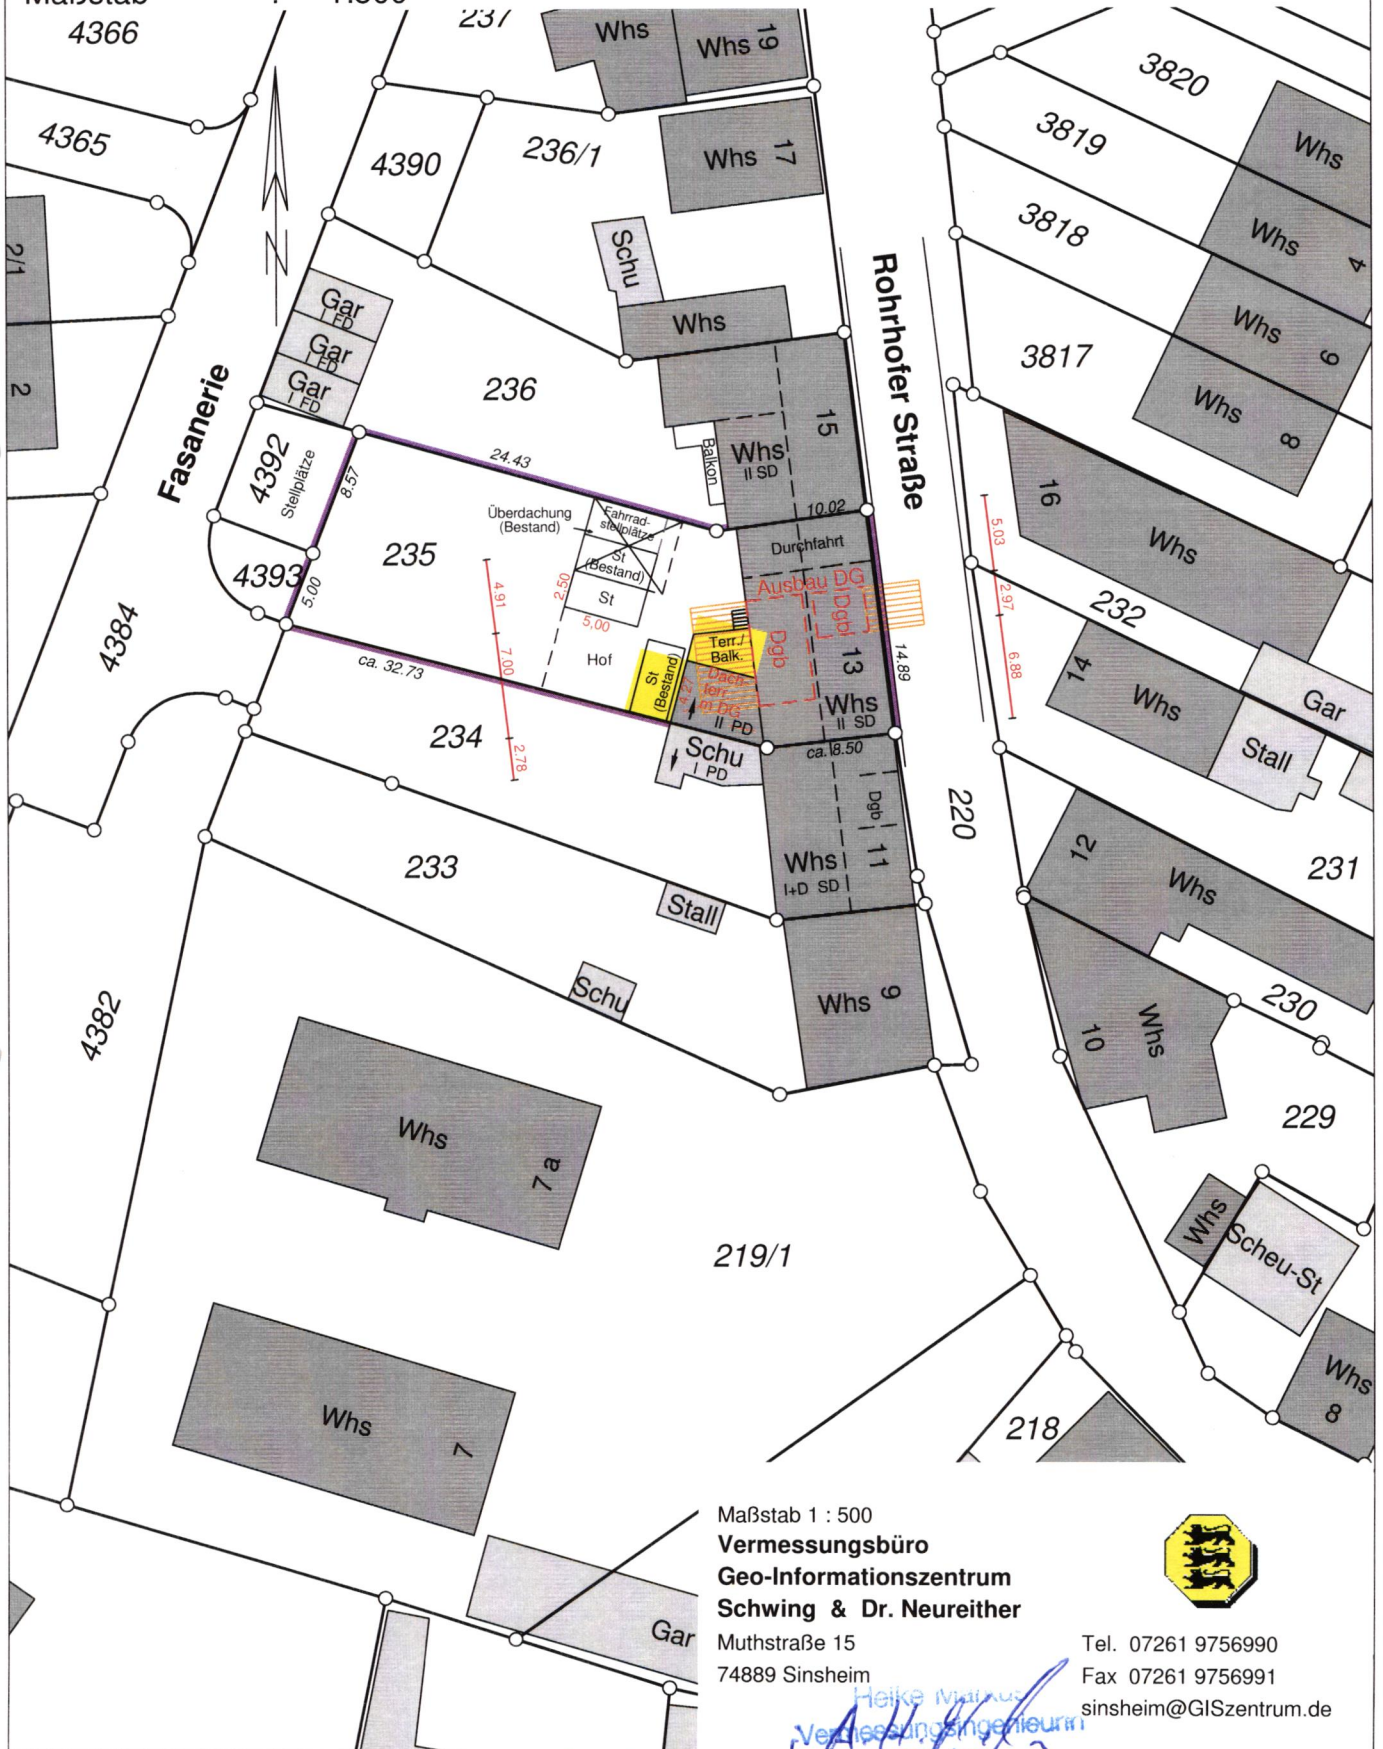 4366
237
Whs
Whs 19
3820
4365
4390
236/1
Whs 17
3819
Whs
3818
Whs 4
2/1
2
Schu
Whs
Gar
I FD
Gar
I FD
Gar
I FD
Rohrhofer Straße
3817
Whs 6
Whs 8
Fasanerie
236
15
Whs
II SD
Balkon
4392
Stellplätze
8.57
24.43
10.02
16
Whs
Überdachung
(Bestand)
Fahrrad-
stellplätze
St
(Bestand)
Durchfahrt
5.03
235
4393
5.00
4.91
2,50
St
5,00
Ausbau DG
Dgb
Dgb
2.97
232
4384
ca. 32.73
7.00
Hof
St
(Bestand)
Terr./
Balk.
Dach-
terr.
in DG
4.27
II PD
13
Whs
II SD
14.89
6.88
14
Whs
Gar
Stall
234
2.78
Schu
I PD
ca. 8.50
220
Dgb
11
Whs
I+D SD
12
Whs
231
233
Stall
Schu
Whs 9
230
10
Whs
4382
Whs
7 a
229
219/1
Whs
Scheu-St
Whs
8
Whs
7
218
Gar
Maßstab 1 : 500
Vermessungsbüro
Geo-Informationszentrum
Schwing & Dr. Neureither
Muthstraße 15
74889 Sinsheim
Tel. 07261 9756990
Fax 07261 9756991
sinsheim@GISzentrum.de
Heike Markus
Vermessungsingenieurin